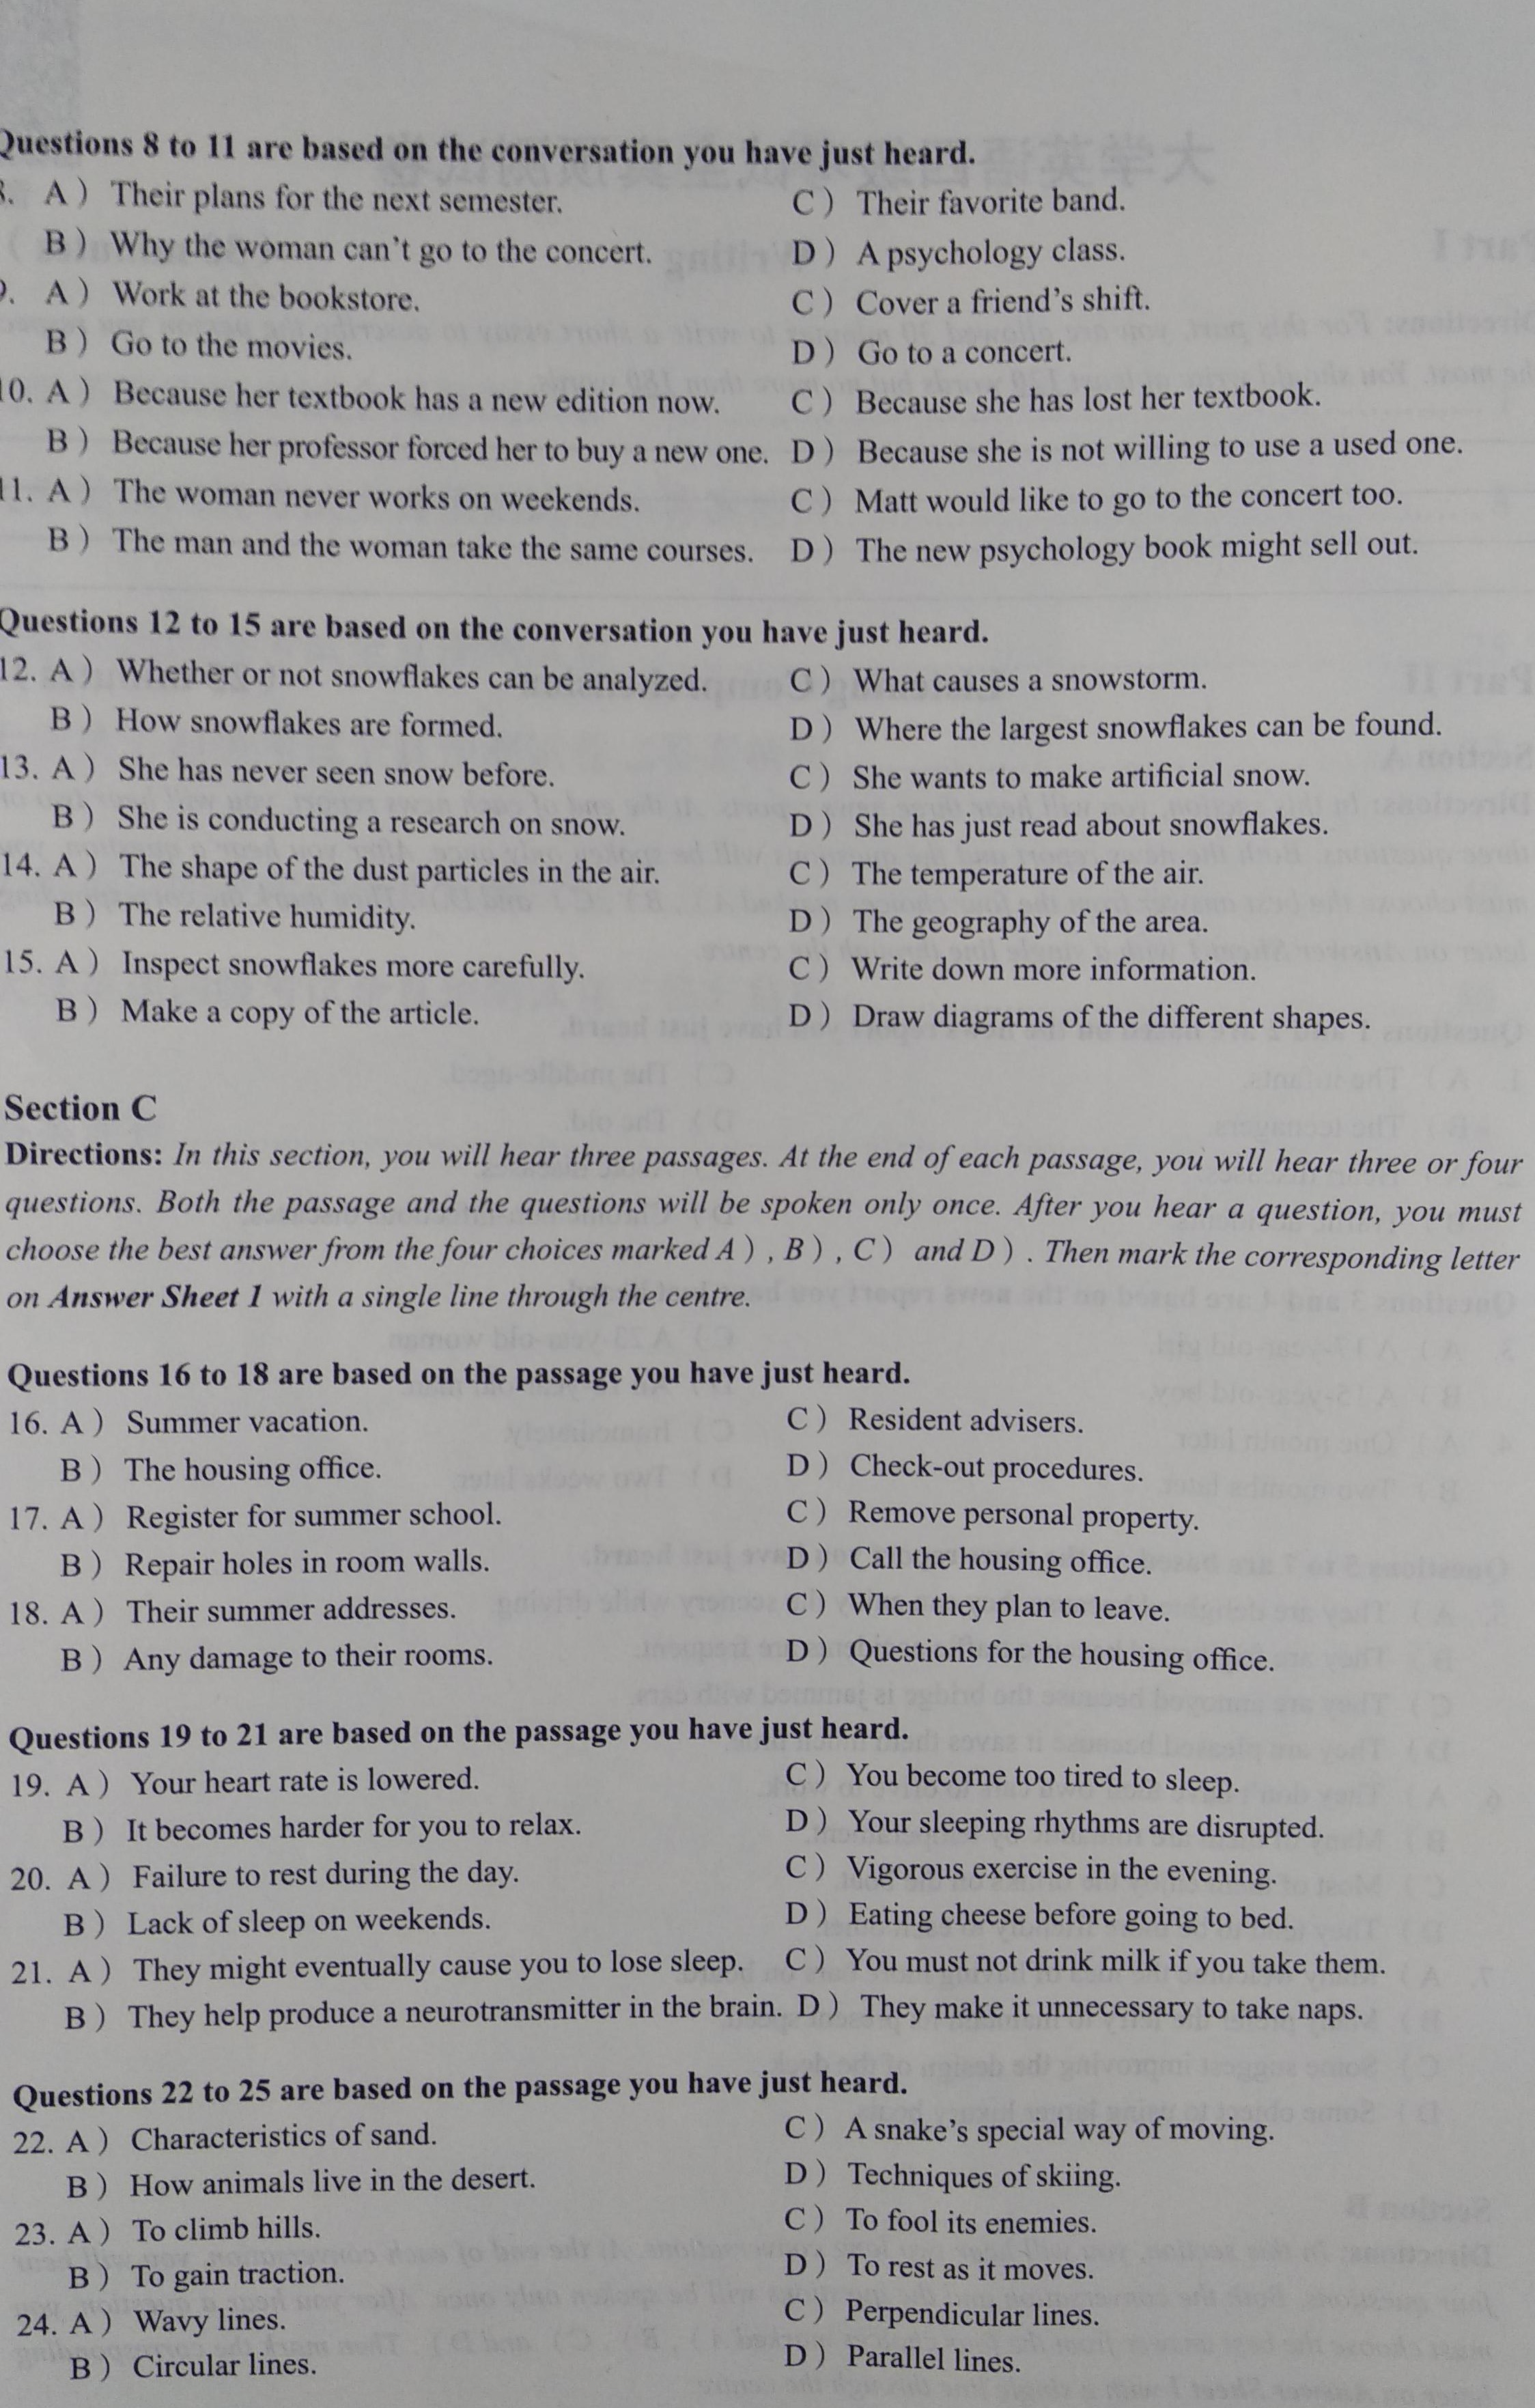 Questions 8 to 11 are based on the conversation you have just heard.
8. A) Their plans for the next semester. C) Their favorite band.
B) Why the woman can't go to the concert. D) A psychology class.
9. A) Work at the bookstore. C) Cover a friend's shift.
B) Go to the movies. D) Go to a concert.
10. A) Because her textbook has a new edition now. C) Because she has lost her textbook.
B) Because her professor forced her to buy a new one. D) Because she is not willing to use a used one.
11. A) The woman never works on weekends. C) Matt would like to go to the concert too.
B) The man and the woman take the same courses. D) The new psychology book might sell out.
Questions 12 to 15 are based on the conversation you have just heard.
12. A) Whether or not snowflakes can be analyzed. C) What causes a snowstorm.
B) How snowflakes are formed. D) Where the largest snowflakes can be found.
13. A) She has never seen snow before. C) She wants to make artificial snow.
B) She is conducting a research on snow. D) She has just read about snowflakes.
14. A) The shape of the dust particles in the air. C) The temperature of the air.
B) The relative humidity. D) The geography of the area.
15. A) Inspect snowflakes more carefully. C) Write down more information.
B) Make a copy of the article. D) Draw diagrams of the different shapes.
Section C
Directions: In this section, you will hear three passages. At the end of each passage, you will hear three or four
questions. Both the passage and the questions will be spoken only once. After you hear a question, you must
choose the best answer from the four choices marked A), B), C) and D). Then mark the corresponding letter
on Answer Sheet 1 with a single line through the centre.
Questions 16 to 18 are based on the passage you have just heard.
16. A) Summer vacation. C) Resident advisers.
B) The housing office. D) Check-out procedures.
17. A) Register for summer school. C) Remove personal property.
B) Repair holes in room walls. D) Call the housing office.
18. A) Their summer addresses. C) When they plan to leave.
B) Any damage to their rooms. D) Questions for the housing office.
Questions 19 to 21 are based on the passage you have just heard.
19. A) Your heart rate is lowered. C) You become too tired to sleep.
B) It becomes harder for you to relax. D) Your sleeping rhythms are disrupted.
20. A) Failure to rest during the day. C) Vigorous exercise in the evening.
B) Lack of sleep on weekends. D) Eating cheese before going to bed.
21. A) They might eventually cause you to lose sleep. C) You must not drink milk if you take them.
B) They help produce a neurotransmitter in the brain. D) They make it unnecessary to take naps.
Questions 22 to 25 are based on the passage you have just heard.
22. A) Characteristics of sand. C) A snake's special way of moving.
B) How animals live in the desert. D) Techniques of skiing.
23. A) To climb hills. C) To fool its enemies.
B) To gain traction. D) To rest as it moves.
24. A) Wavy lines. C) Perpendicular lines.
B) Circular lines. D) Parallel lines.